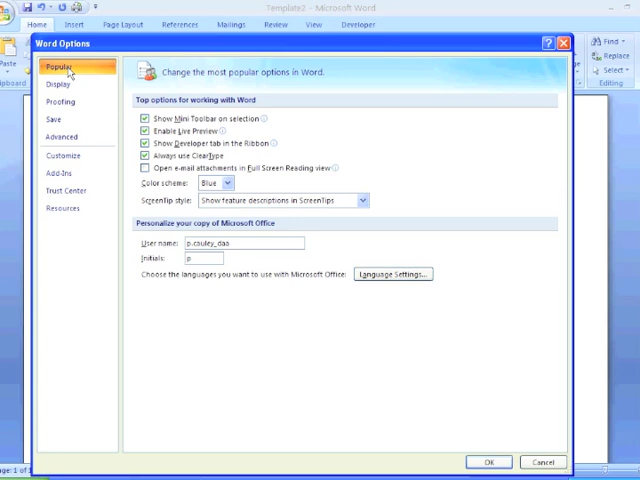 Template2 - Microsoft Word
Home Insert Page Layout References Mailings Review View Developer
Paste
Find
Replace
Select
Editing
Word Options
Popular
Display
Proofing
Save
Advanced
Customize
Add-Ins
Trust Center
Resources
Change the most popular options in Word.
Top options for working with Word
Show Mini Toolbar on selection
Enable Live Preview
Show Developer tab in the Ribbon
Always use ClearType
Open e-mail attachments in Full Screen Reading view
Color scheme: Blue
ScreenTip style: Show feature descriptions in ScreenTips
Personalize your copy of Microsoft Office
User name: p.cauley_daa
Initials: p
Choose the languages you want to use with Microsoft Office: Language Settings...
OK Cancel
age: 1 of 1